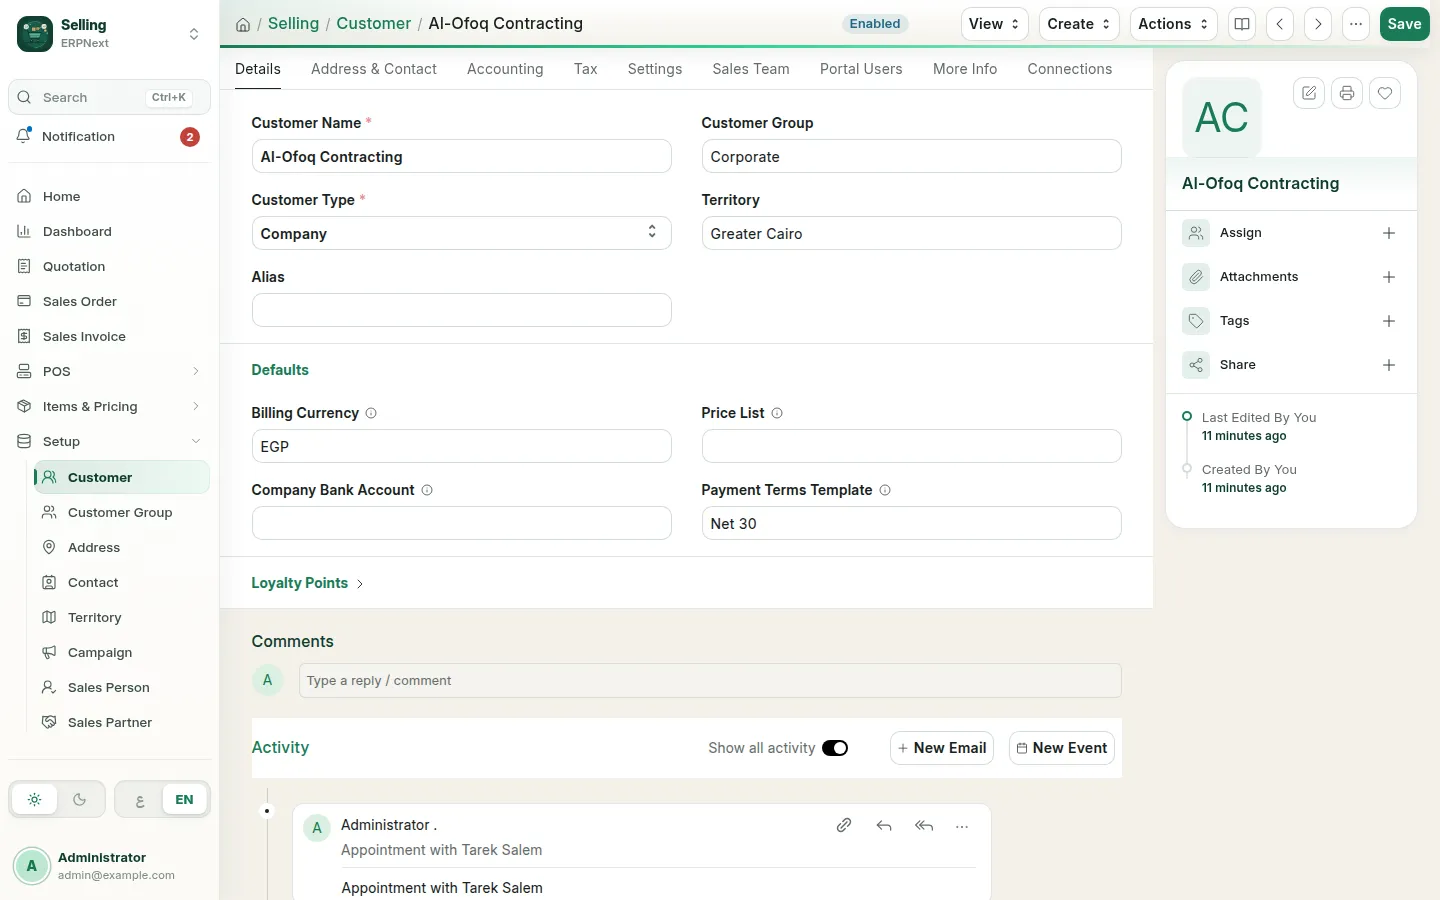 Selling
ERPNext
Search
Ctrl+K
Notification
2
Home
Dashboard
Quotation
Sales Order
Sales Invoice
POS
Items & Pricing
Setup
Customer
Customer Group
Address
Contact
Territory
Campaign
Sales Person
Sales Partner
ع
EN
A
Administrator
admin@example.com
/ Selling / Customer / Al-Ofoq Contracting
Enabled
View
Create
Actions
Save
Details
Address & Contact
Accounting
Tax
Settings
Sales Team
Portal Users
More Info
Connections
Customer Name *
Al-Ofoq Contracting
Customer Group
Corporate
Customer Type *
Company
Territory
Greater Cairo
Alias
Defaults
Billing Currency
EGP
Price List
Company Bank Account
Payment Terms Template
Net 30
Loyalty Points
Comments
A
Type a reply / comment
Activity
Show all activity
New Email
New Event
A
Administrator .
Appointment with Tarek Salem
Appointment with Tarek Salem
AC
Al-Ofoq Contracting
Assign
Attachments
Tags
Share
Last Edited By You
11 minutes ago
Created By You
11 minutes ago